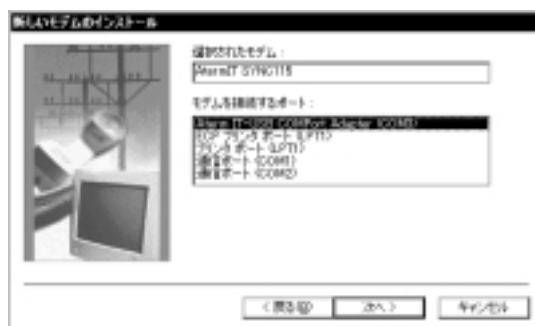 新しいモデムのインストール
選択されたモデム：
AtermIT SYNC115
モデムを接続するポート：
Aterm IT-USB COMPort Adapter (COM3)
ECP プリンタ ポート (LPT1)
プリンタ ポート (LPT1)
通信ポート (COM1)
通信ポート (COM2)
< 戻る(B)
次へ >
キャンセル